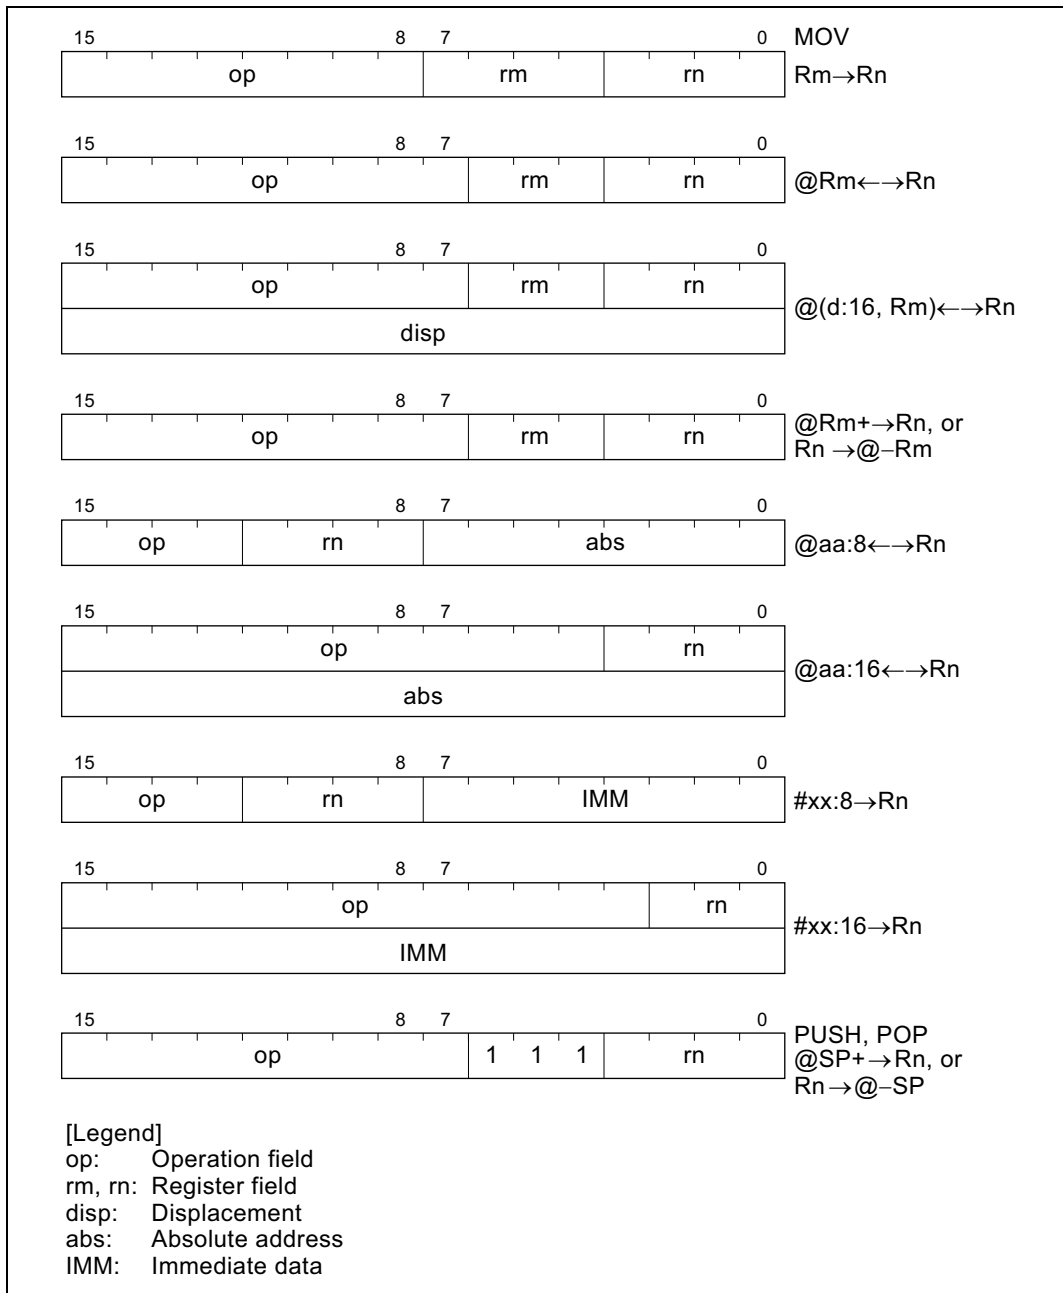 15 8 7 0 MOV
op rm rn Rm→Rn
15 8 7 0
op rm rn @Rm←→Rn
15 8 7 0
op rm rn
@(d:16, Rm)←→Rn
disp
15 8 7 0
@Rm+→Rn, or
op rm rn
Rn →@−Rm
15 8 7 0
op rn abs @aa:8←→Rn
15 8 7 0
op rn
@aa:16←→Rn
abs
15 8 7 0
op rn IMM #xx:8→Rn
15 8 7 0
op rn
#xx:16→Rn
IMM
15 8 7 0
PUSH, POP
op 1 1 1 rn @SP+→Rn, or
Rn→@−SP
[Legend]
op: Operation field
rm, rn: Register field
disp: Displacement
abs: Absolute address
IMM: Immediate data